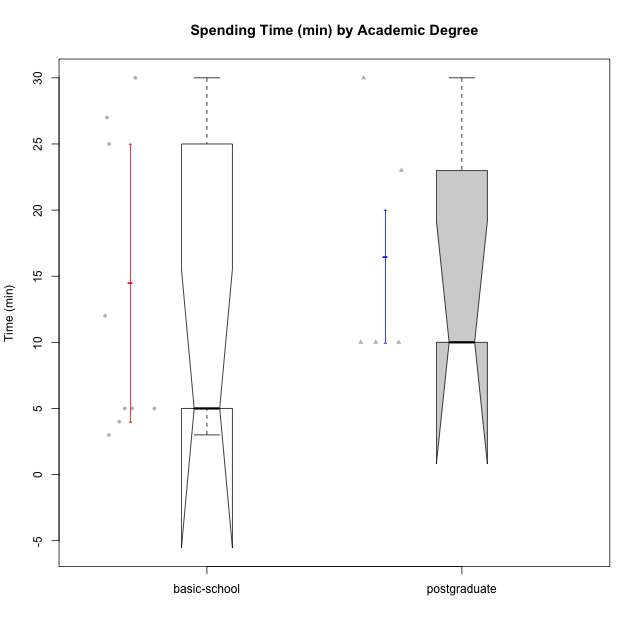 Spending Time (min) by Academic Degree
Time (min)
30
25
20
15
10
5
0
-5
basic-school
postgraduate